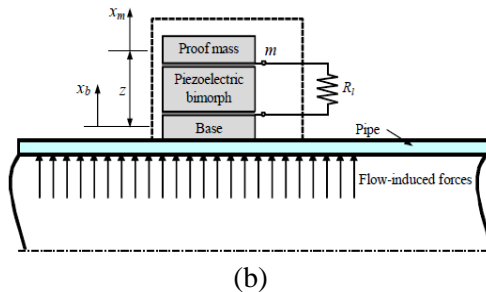 x_m
Proof mass
m
Piezoelectric
bimorph
x_b
z
R_l
Base
Pipe
Flow-induced forces
(b)